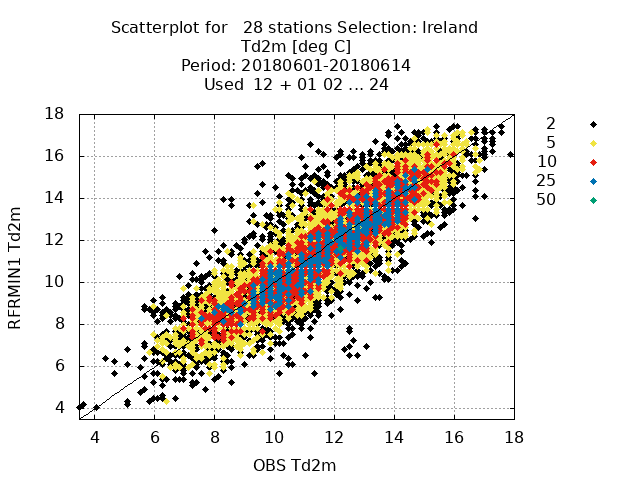 Scatterplot for 28 stations Selection: Ireland
Td2m [deg C]
Period: 20180601-20180614
Used 12 + 01 02 ... 24
18
16
14
12
10
8
6
4
RFRMIN1 Td2m
4 6 8 10 12 14 16 18
OBS Td2m
2
5
10
25
50